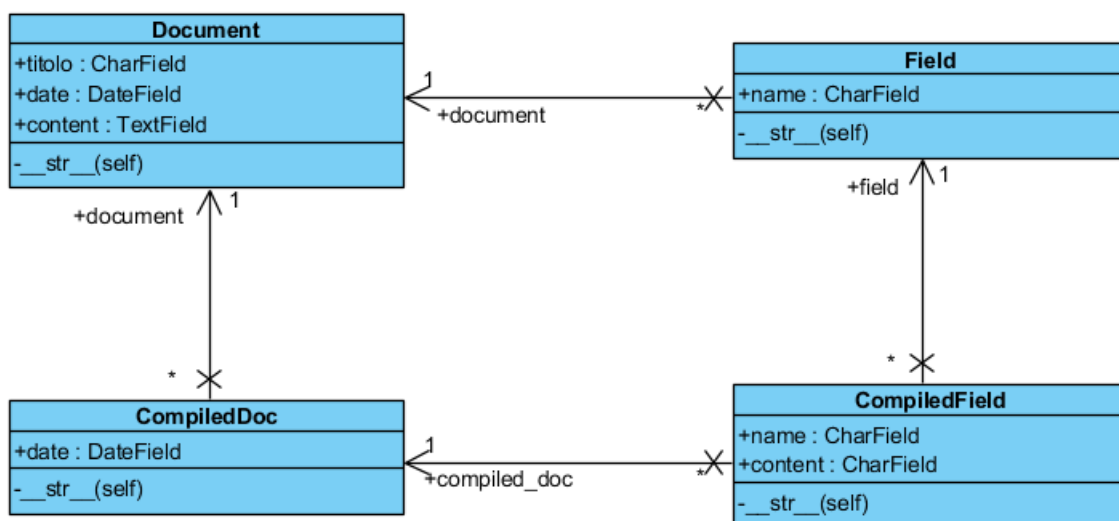 Document
+titolo : CharField
+date : DateField
+content : TextField
-__str__(self)
1
+document
*
Field
+name : CharField
-__str__(self)
+document
1
*
+field
1
*
CompiledDoc
+date : DateField
-__str__(self)
1
+compiled_doc
*
CompiledField
+name : CharField
+content : CharField
-__str__(self)